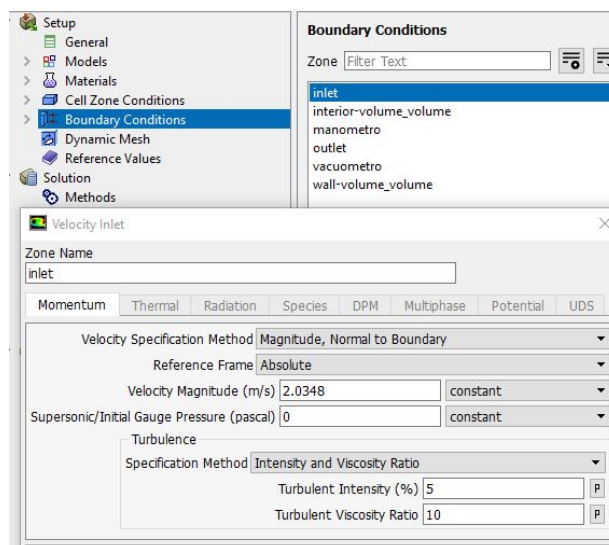 Setup
General
Models
Materials
Cell Zone Conditions
Boundary Conditions
Dynamic Mesh
Reference Values
Solution
Methods
Boundary Conditions
Zone Filter Text
inlet
interior-volume_volume
manometro
outlet
vacuometro
wall-volume_volume
Velocity Inlet
Zone Name
inlet
Momentum Thermal Radiation Species DPM Multiphase Potential UDS
Velocity Specification Method Magnitude, Normal to Boundary
Reference Frame Absolute
Velocity Magnitude (m/s) 2.0348 constant
Supersonic/Initial Gauge Pressure (pascal) 0 constant
Turbulence
Specification Method Intensity and Viscosity Ratio
Turbulent Intensity (%) 5 P
Turbulent Viscosity Ratio 10 P